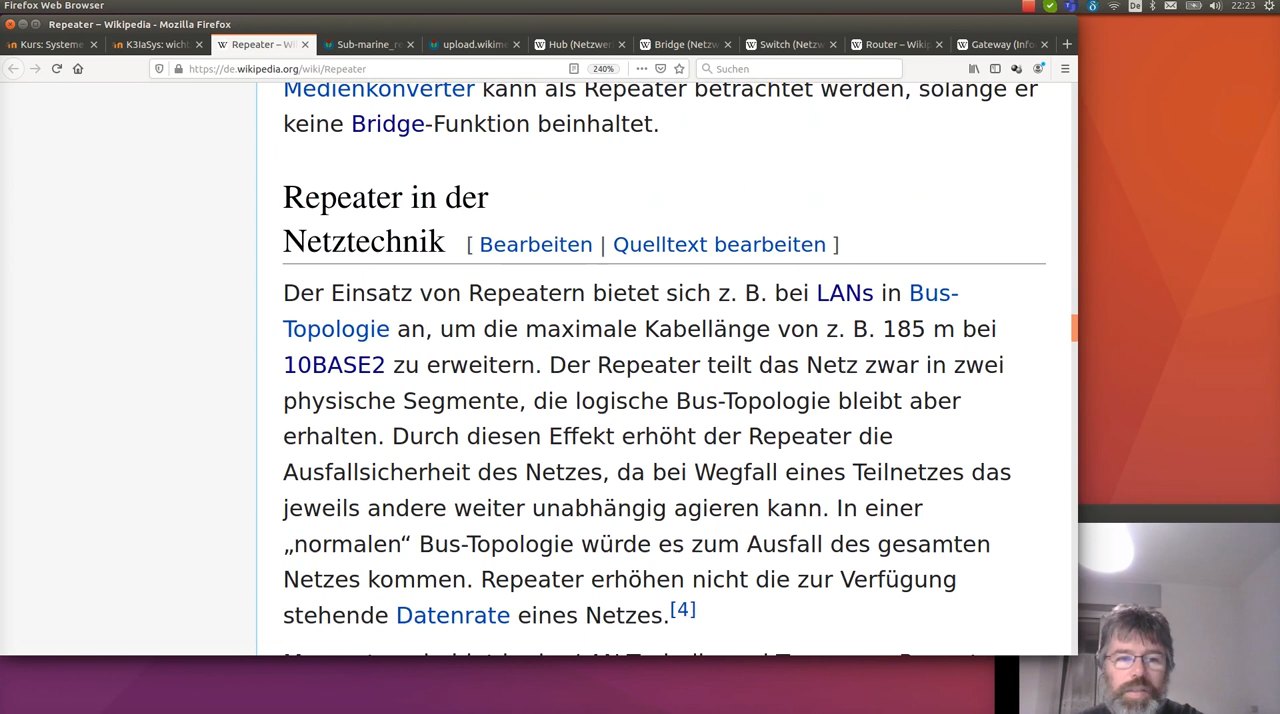 Firefox Web Browser
De
22:23
Repeater – Wikipedia - Mozilla Firefox
Kurs: Systeme
K3IaSys: wicht
Repeater – Wi
Sub-marine_re
upload.wikime
Hub (Netzwer
Bridge (Netzw
Switch (Netzw
Router – Wikip
Gateway (Info
https://de.wikipedia.org/wiki/Repeater
240%
Suchen
Medienkonverter kann als Repeater betrachtet werden, solange er
keine Bridge-Funktion beinhaltet.
Repeater in der
Netztechnik [ Bearbeiten | Quelltext bearbeiten ]
Der Einsatz von Repeatern bietet sich z. B. bei LANs in Bus-
Topologie an, um die maximale Kabellänge von z. B. 185 m bei
10BASE2 zu erweitern. Der Repeater teilt das Netz zwar in zwei
physische Segmente, die logische Bus-Topologie bleibt aber
erhalten. Durch diesen Effekt erhöht der Repeater die
Ausfallsicherheit des Netzes, da bei Wegfall eines Teilnetzes das
jeweils andere weiter unabhängig agieren kann. In einer
„normalen“ Bus-Topologie würde es zum Ausfall des gesamten
Netzes kommen. Repeater erhöhen nicht die zur Verfügung
stehende Datenrate eines Netzes.[4]